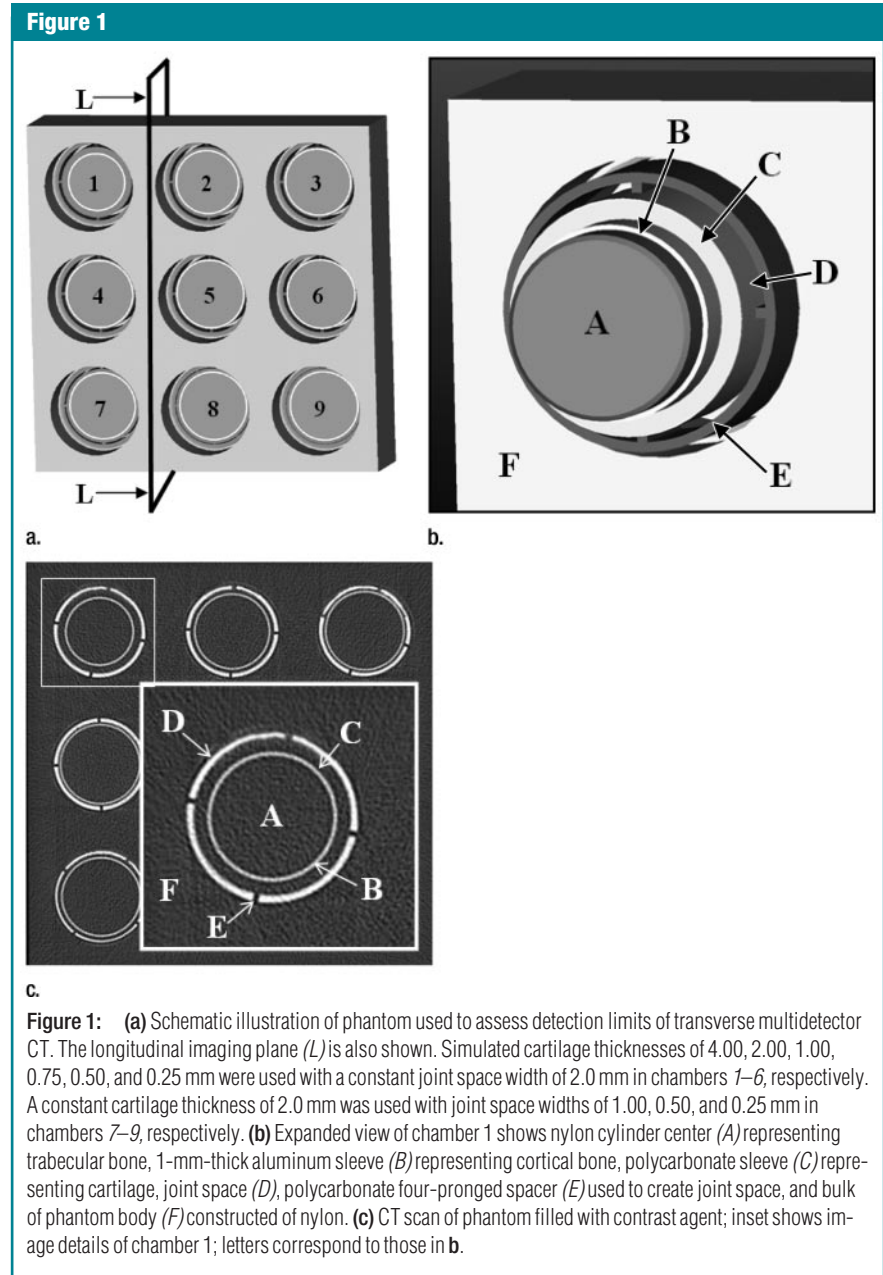 Figure 1
L
1
2
3
4
5
6
7
8
9
L
a.
B
C
D
A
E
F
b.
D
C
A
F
B
E
c.
Figure 1: (a) Schematic illustration of phantom used to assess detection limits of transverse multidetector
CT. The longitudinal imaging plane (L) is also shown. Simulated cartilage thicknesses of 4.00, 2.00, 1.00,
0.75, 0.50, and 0.25 mm were used with a constant joint space width of 2.0 mm in chambers 1–6, respectively.
A constant cartilage thickness of 2.0 mm was used with joint space widths of 1.00, 0.50, and 0.25 mm in
chambers 7–9, respectively. (b) Expanded view of chamber 1 shows nylon cylinder center (A) representing
trabecular bone, 1-mm-thick aluminum sleeve (B) representing cortical bone, polycarbonate sleeve (C) repre-
senting cartilage, joint space (D), polycarbonate four-pronged spacer (E) used to create joint space, and bulk
of phantom body (F) constructed of nylon. (c) CT scan of phantom filled with contrast agent; inset shows im-
age details of chamber 1; letters correspond to those in b.